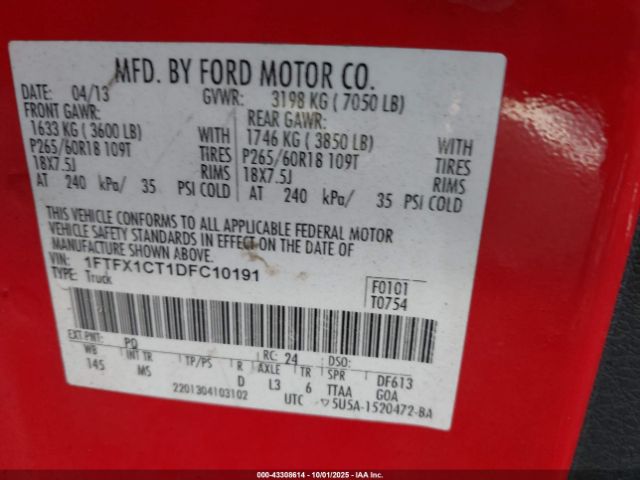 MFD. BY FORD MOTOR CO.
DATE: 04/13 GVWR: 3198 KG ( 7050 LB)
FRONT GAWR: REAR GAWR:
1633 KG ( 3600 LB) WITH 1746 KG ( 3850 LB) WITH
P265/60R18 109T TIRES P265/60R18 109T TIRES
18X7.5J RIMS 18X7.5J RIMS
AT 240 kPa/ 35 PSI COLD AT 240 kPa/ 35 PSI COLD
THIS VEHICLE CONFORMS TO ALL APPLICABLE FEDERAL MOTOR
VEHICLE SAFETY STANDARDS IN EFFECT ON THE DATE OF
MANUFACTURE SHOWN ABOVE.
VIN: 1FTFX1CT1DFC10191
TYPE: Truck
F0101
T0754
EXT PNT: PQ RC: 24 DSO:
WB INT TR TP/PS R AXLE TR SPR DF613
145 MS D L3 6 TTAA GOA
2201304103102 UTC 5U5A-1520472-BA
000-43308614 - 10/01/2025 - IAA Inc.